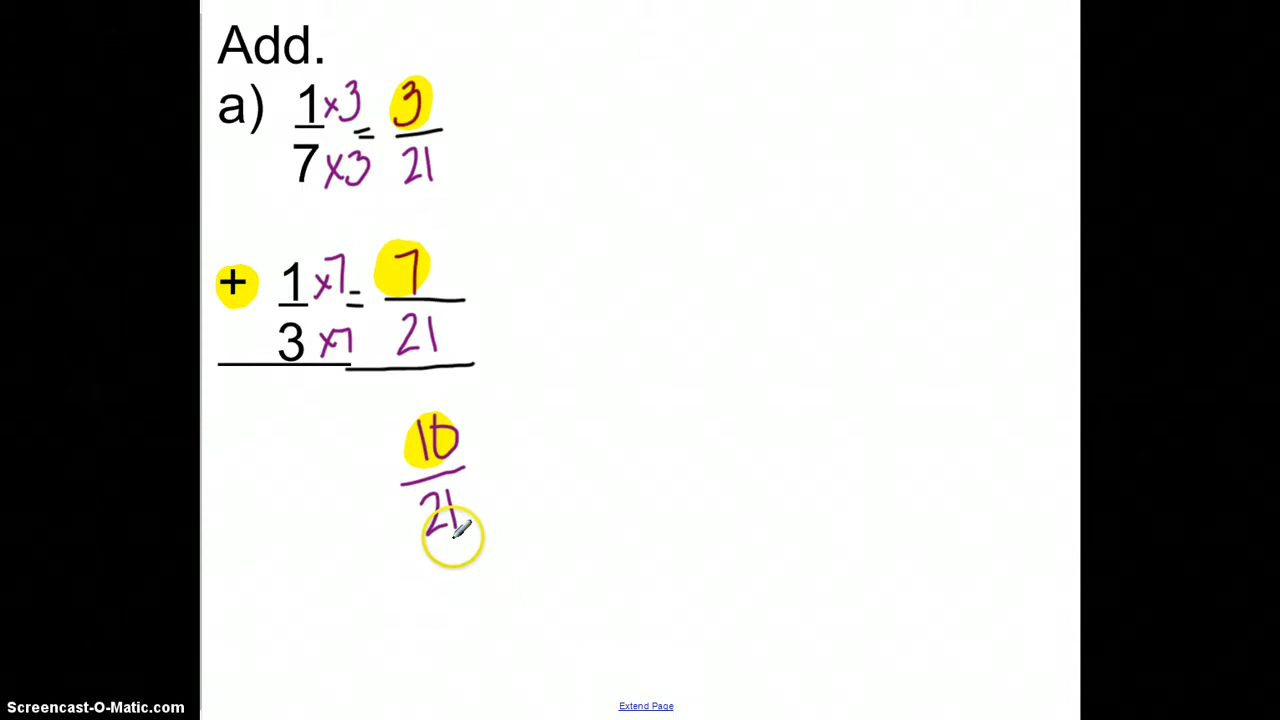 Add.
a) 1 ×3 = 3
7 ×3 21
+ 1 ×7 = 7
3 ×7 21
10
21
Screencast-O-Matic.com
Extend Page